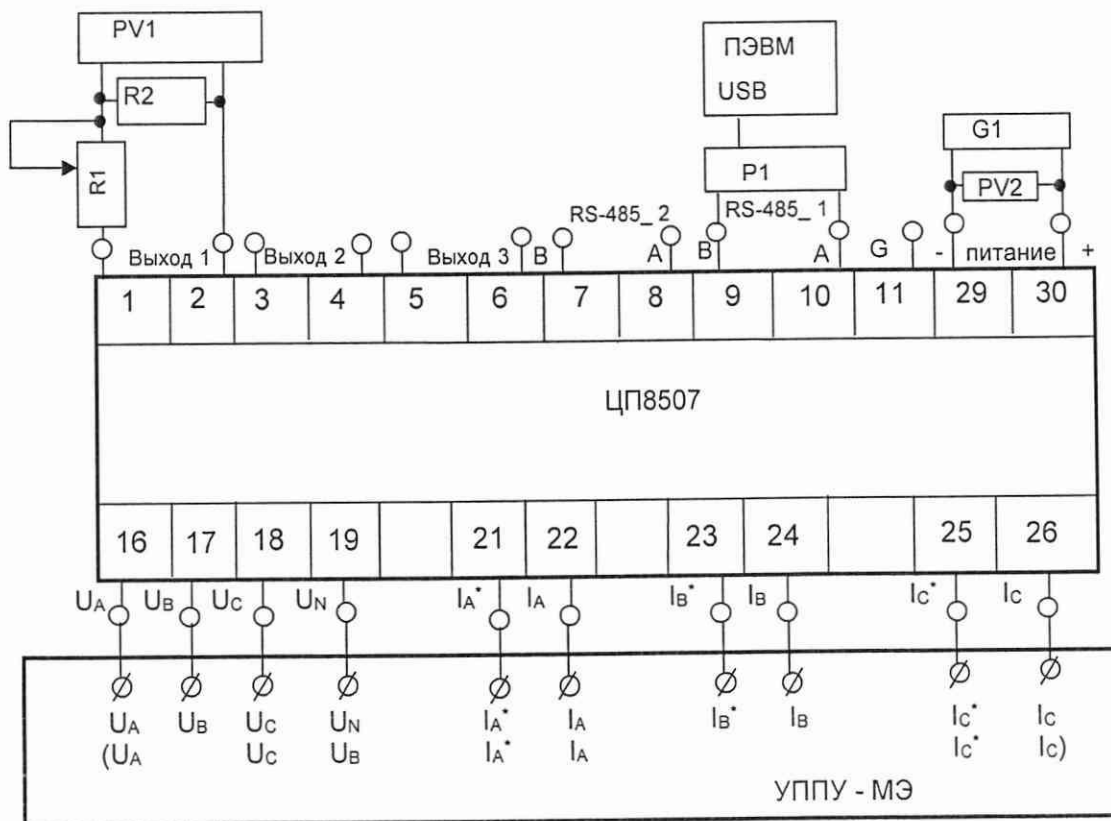 PV1
ПЭВМ
USB
R2
G1
R1
P1
PV2
RS-485_ 2
RS-485_ 1
Выход 1
Выход 2
Выход 3
B
A
B
A
G
- питание +
1 2 3 4 5 6 7 8 9 10 11 29 30
ЦП8507
16 17 18 19 21 22 23 24 25 26
UA UB UC UN IA* IA IB* IB IC* IC
UA UB UC UN IA* IA IB* IB IC* IC
(UA UC UB IA* IA IC* IC)
УППУ - МЭ